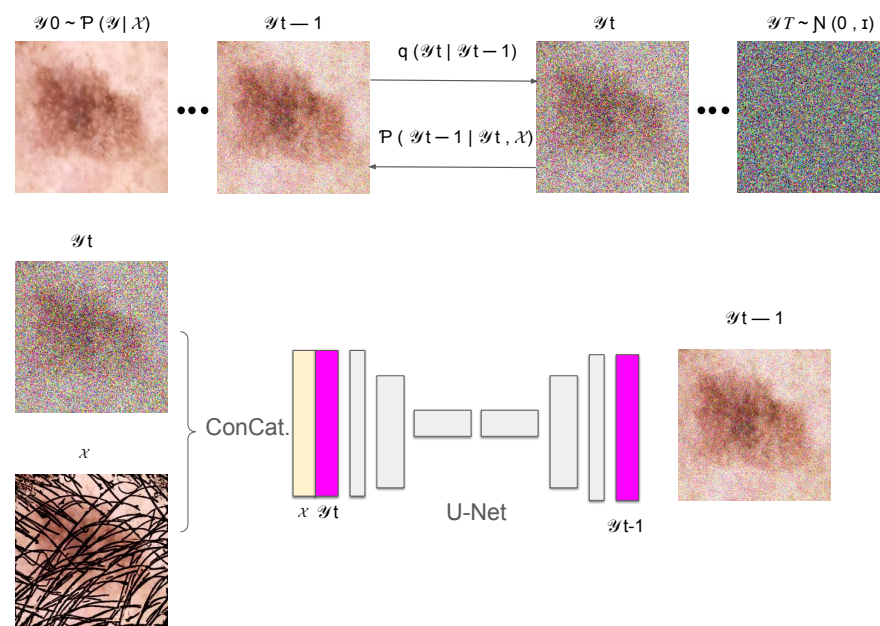 𝒴0 ~ Ƥ (𝒴 | 𝒳)
𝒴t — 1
q (𝒴t | 𝒴t – 1)
𝒴t
𝒴T ~ Ɲ (0 , ɪ)
Ƥ ( 𝒴t – 1 | 𝒴t , 𝒳)
𝒴t
𝒴t — 1
ConCat.
𝓍
𝓍 𝒴t
U-Net
𝒴t-1